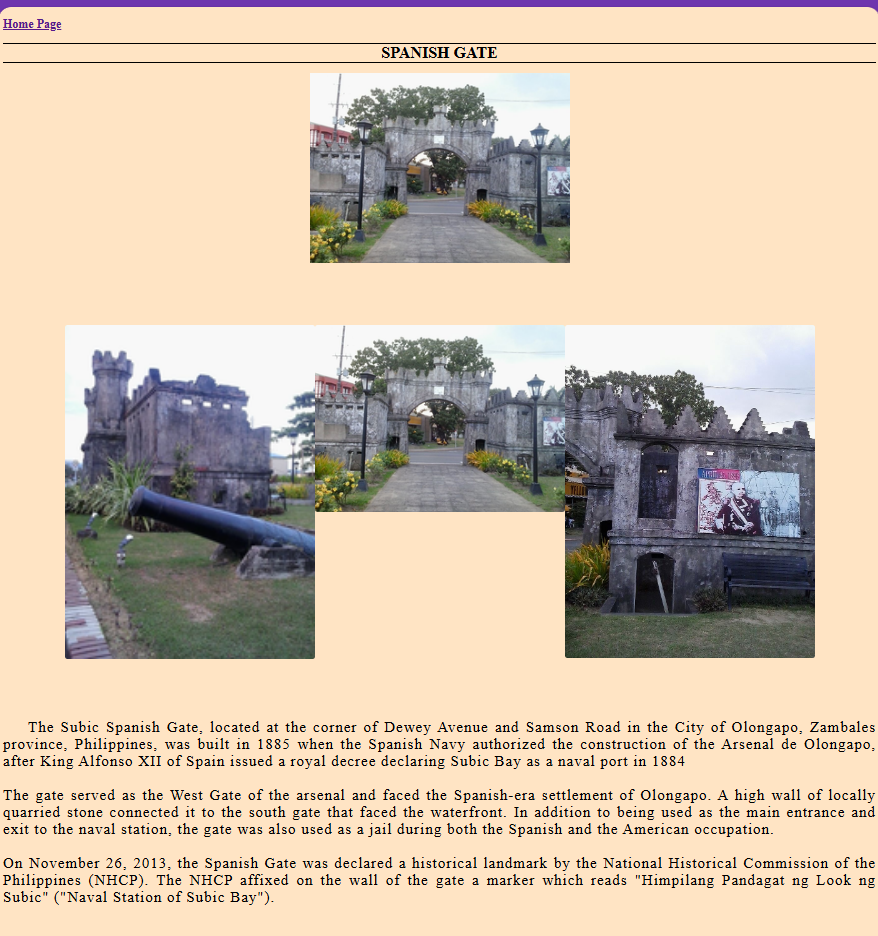 Home Page
SPANISH GATE
The Subic Spanish Gate, located at the corner of Dewey Avenue and Samson Road in the City of Olongapo, Zambales
province, Philippines, was built in 1885 when the Spanish Navy authorized the construction of the Arsenal de Olongapo,
after King Alfonso XII of Spain issued a royal decree declaring Subic Bay as a naval port in 1884
The gate served as the West Gate of the arsenal and faced the Spanish-era settlement of Olongapo. A high wall of locally
quarried stone connected it to the south gate that faced the waterfront. In addition to being used as the main entrance and
exit to the naval station, the gate was also used as a jail during both the Spanish and the American occupation.
On November 26, 2013, the Spanish Gate was declared a historical landmark by the National Historical Commission of the
Philippines (NHCP). The NHCP affixed on the wall of the gate a marker which reads "Himpilang Pandagat ng Look ng
Subic" ("Naval Station of Subic Bay").